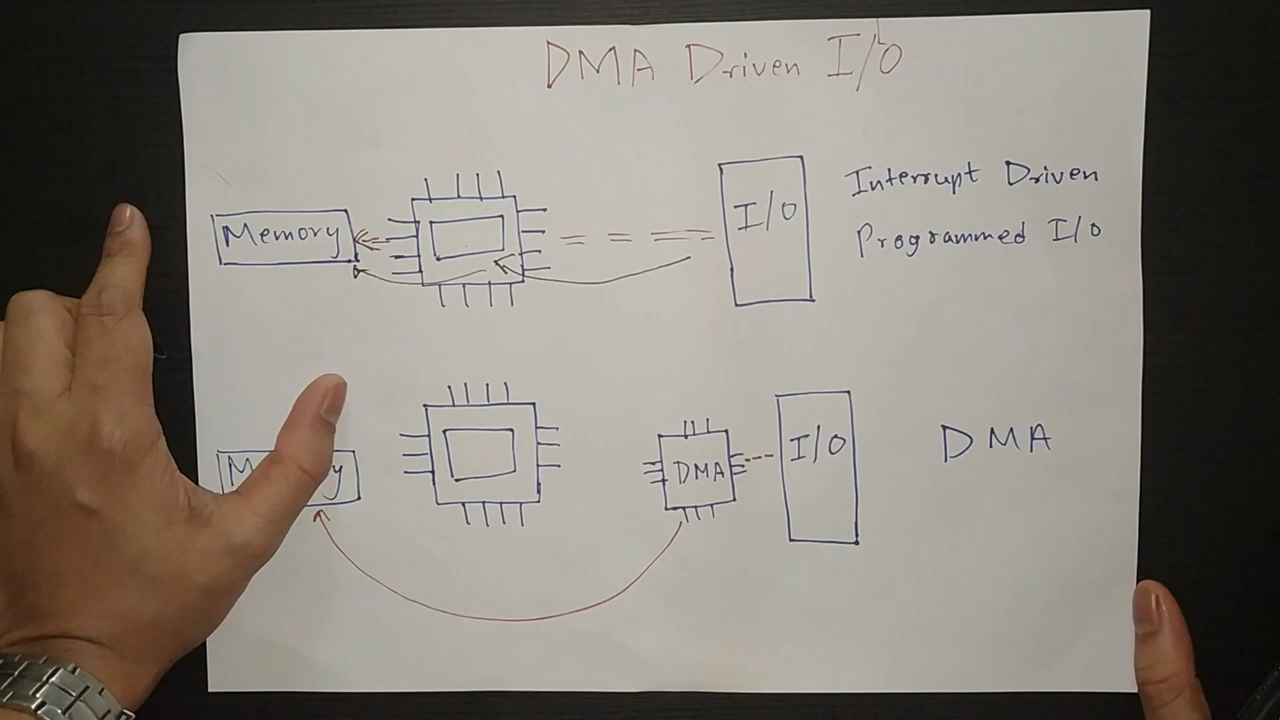 DMA Driven I/O
Memory
I/O
Interrupt Driven
Programmed I/O
DMA
I/O
DMA